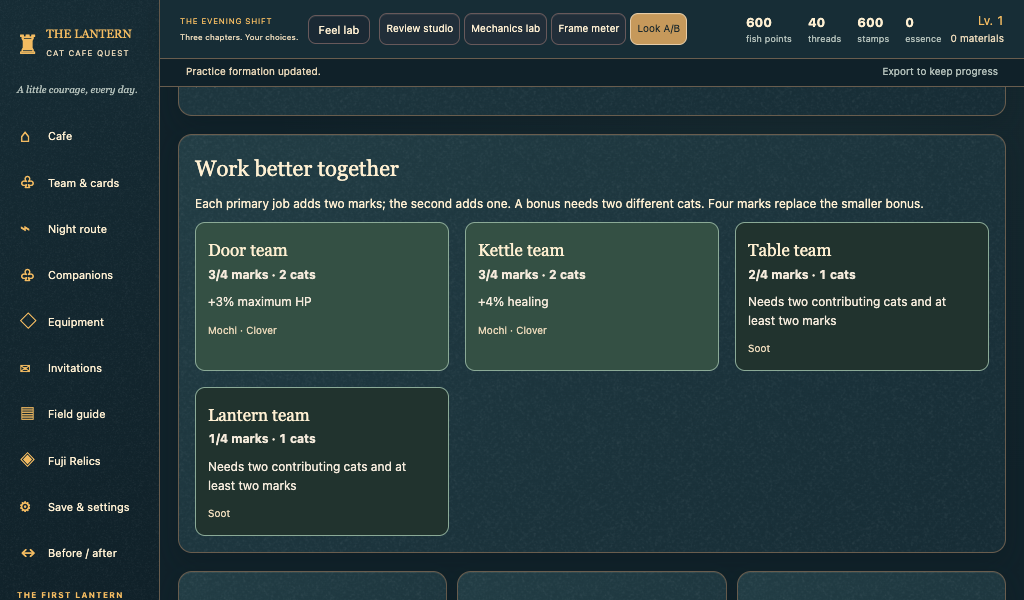 THE LANTERN
CAT CAFE QUEST
A little courage, every day.
Cafe
Team & cards
Night route
Companions
Equipment
Invitations
Field guide
Fuji Relics
Save & settings
Before / after
THE FIRST LANTERN
THE EVENING SHIFT
Three chapters. Your choices.
Feel lab
Review studio
Mechanics lab
Frame meter
Look A/B
600
fish points
40
threads
600
stamps
0
essence
Lv. 1
0 materials
Practice formation updated.
Export to keep progress
Work better together
Each primary job adds two marks; the second adds one. A bonus needs two different cats. Four marks replace the smaller bonus.
Door team
3/4 marks · 2 cats
+3% maximum HP
Mochi · Clover
Kettle team
3/4 marks · 2 cats
+4% healing
Mochi · Clover
Table team
2/4 marks · 1 cats
Needs two contributing cats and at
least two marks
Soot
Lantern team
1/4 marks · 1 cats
Needs two contributing cats and at
least two marks
Soot